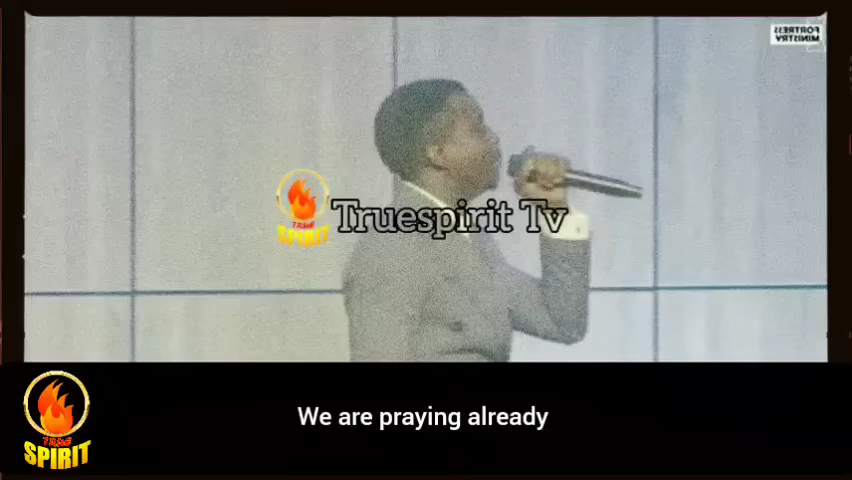 FORTRESS
MINISTRY
TRUE
SPIRIT
Truespirit Tv
TRUE
SPIRIT
We are praying already